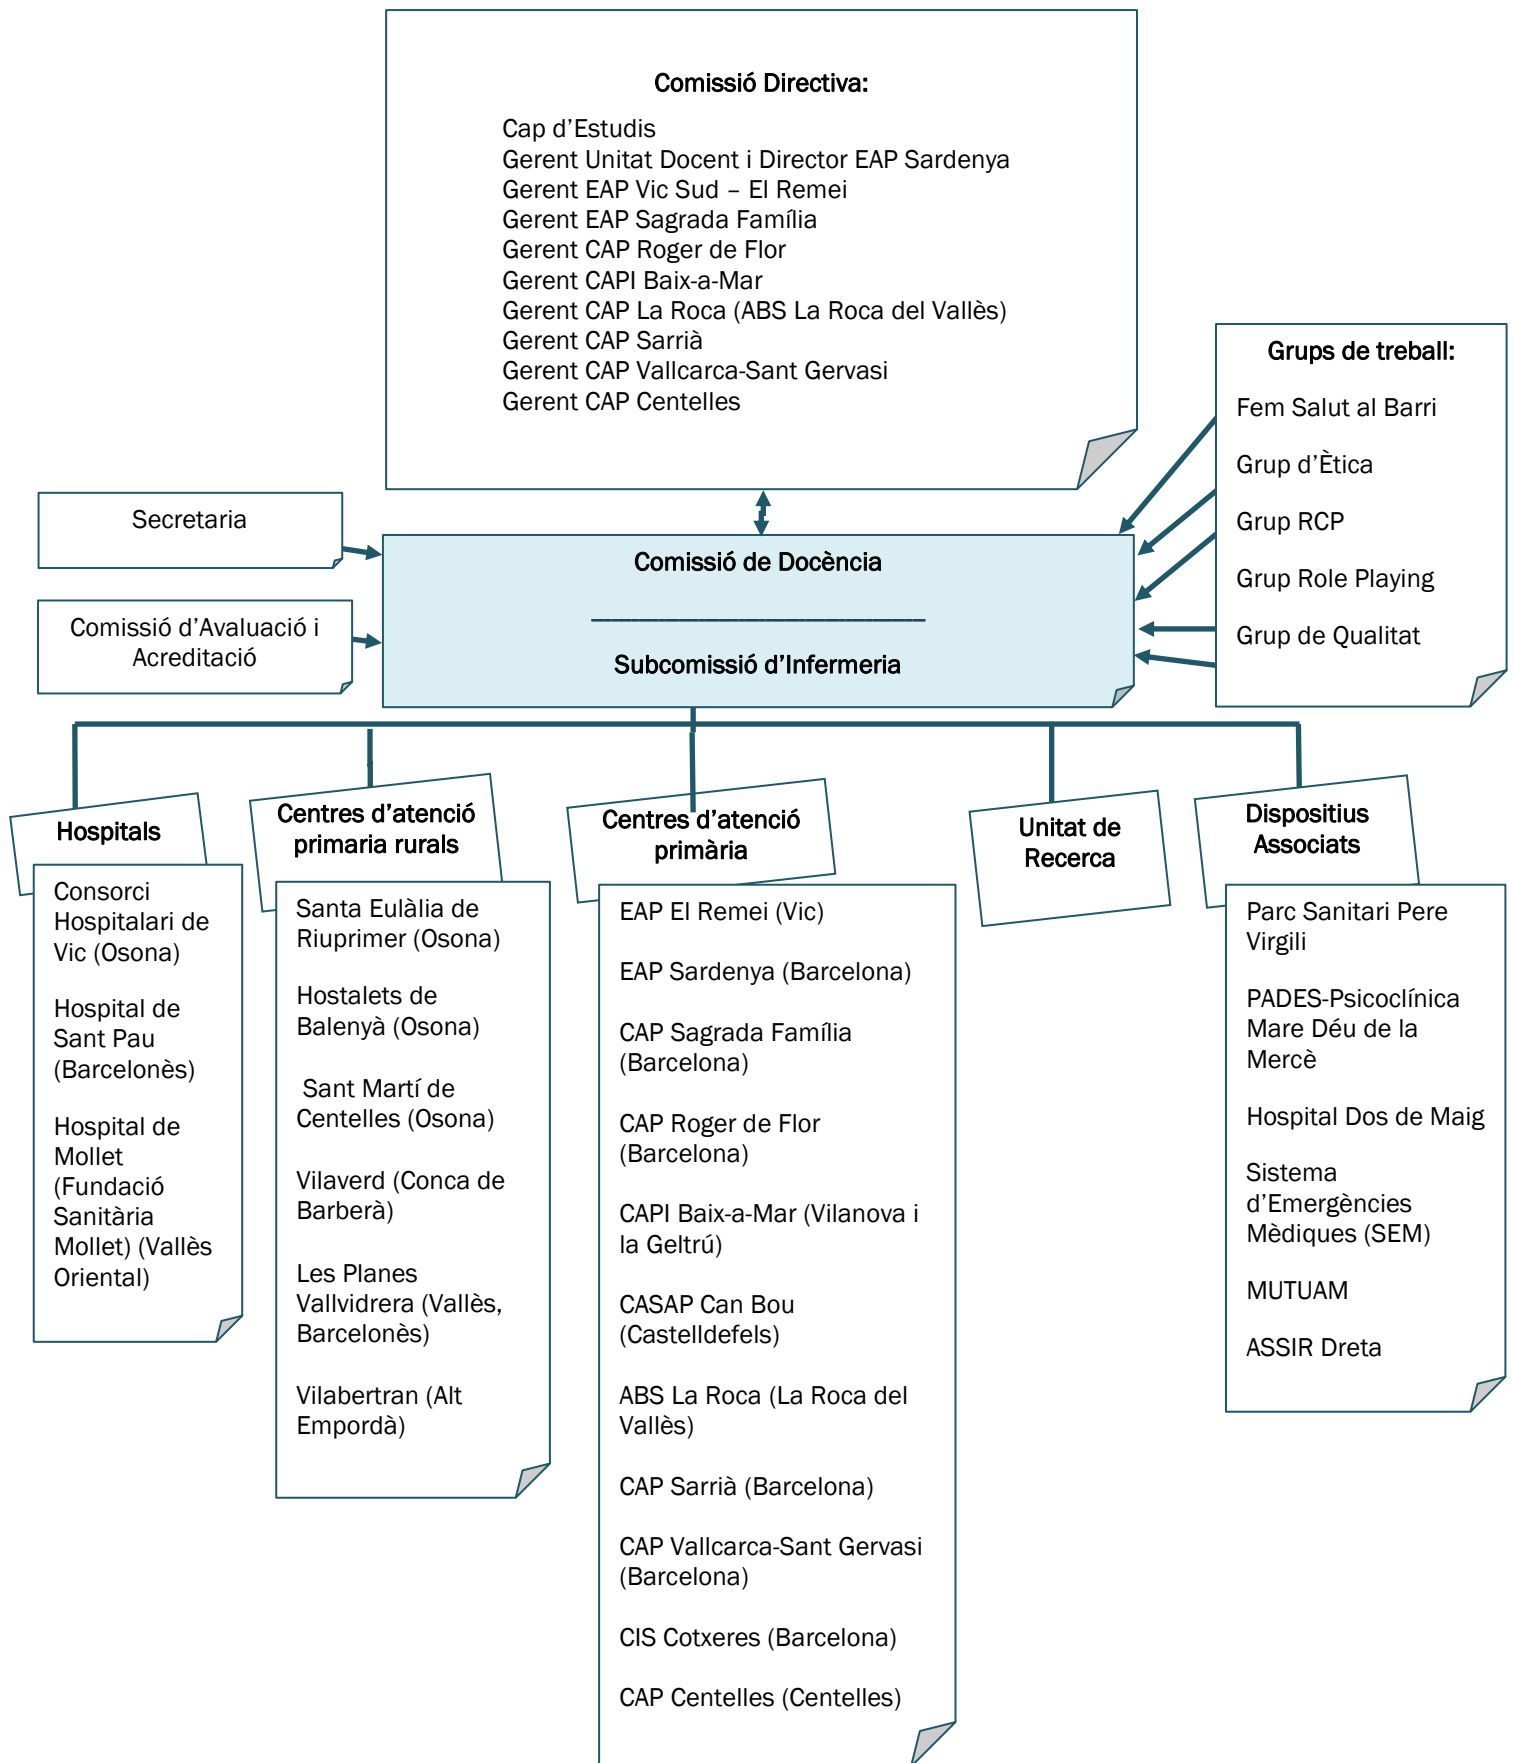 Comissió Directiva:
Cap d’Estudis
Gerent Unitat Docent i Director EAP Sardenya
Gerent EAP Vic Sud – El Remei
Gerent EAP Sagrada Família
Gerent CAP Roger de Flor
Gerent CAPI Baix-a-Mar
Gerent CAP La Roca (ABS La Roca del Vallès)
Gerent CAP Sarrià
Gerent CAP Vallcarca-Sant Gervasi
Gerent CAP Centelles
Grups de treball:
Fem Salut al Barri
Grup d’Ètica
Grup RCP
Grup Role Playing
Grup de Qualitat
Secretaria
Comissió d’Avaluació i
Acreditació
Comissió de Docència
Subcomissió d’Infermeria
Hospitals
Consorci
Hospitalari de
Vic (Osona)
Hospital de
Sant Pau
(Barcelonès)
Hospital de
Mollet
(Fundació
Sanitària
Mollet) (Vallès
Oriental)
Centres d’atenció
primaria rurals
Santa Eulàlia de
Riuprimer (Osona)
Hostalets de
Balenyà (Osona)
Sant Martí de
Centelles (Osona)
Vilaverd (Conca de
Barberà)
Les Planes
Vallvidrera (Vallès,
Barcelonès)
Vilabertran (Alt
Empordà)
Centres d’atenció
primària
EAP El Remei (Vic)
EAP Sardenya (Barcelona)
CAP Sagrada Família
(Barcelona)
CAP Roger de Flor
(Barcelona)
CAPI Baix-a-Mar (Vilanova i
la Geltrú)
CASAP Can Bou
(Castelldefels)
ABS La Roca (La Roca del
Vallès)
CAP Sarrià (Barcelona)
CAP Vallcarca-Sant Gervasi
(Barcelona)
CIS Cotxeres (Barcelona)
CAP Centelles (Centelles)
Unitat de
Recerca
Dispositius
Associats
Parc Sanitari Pere
Virgili
PADES-Psicoclínica
Mare Déu de la
Mercè
Hospital Dos de Maig
Sistema
d’Emergències
Mèdiques (SEM)
MUTUAM
ASSIR Dreta